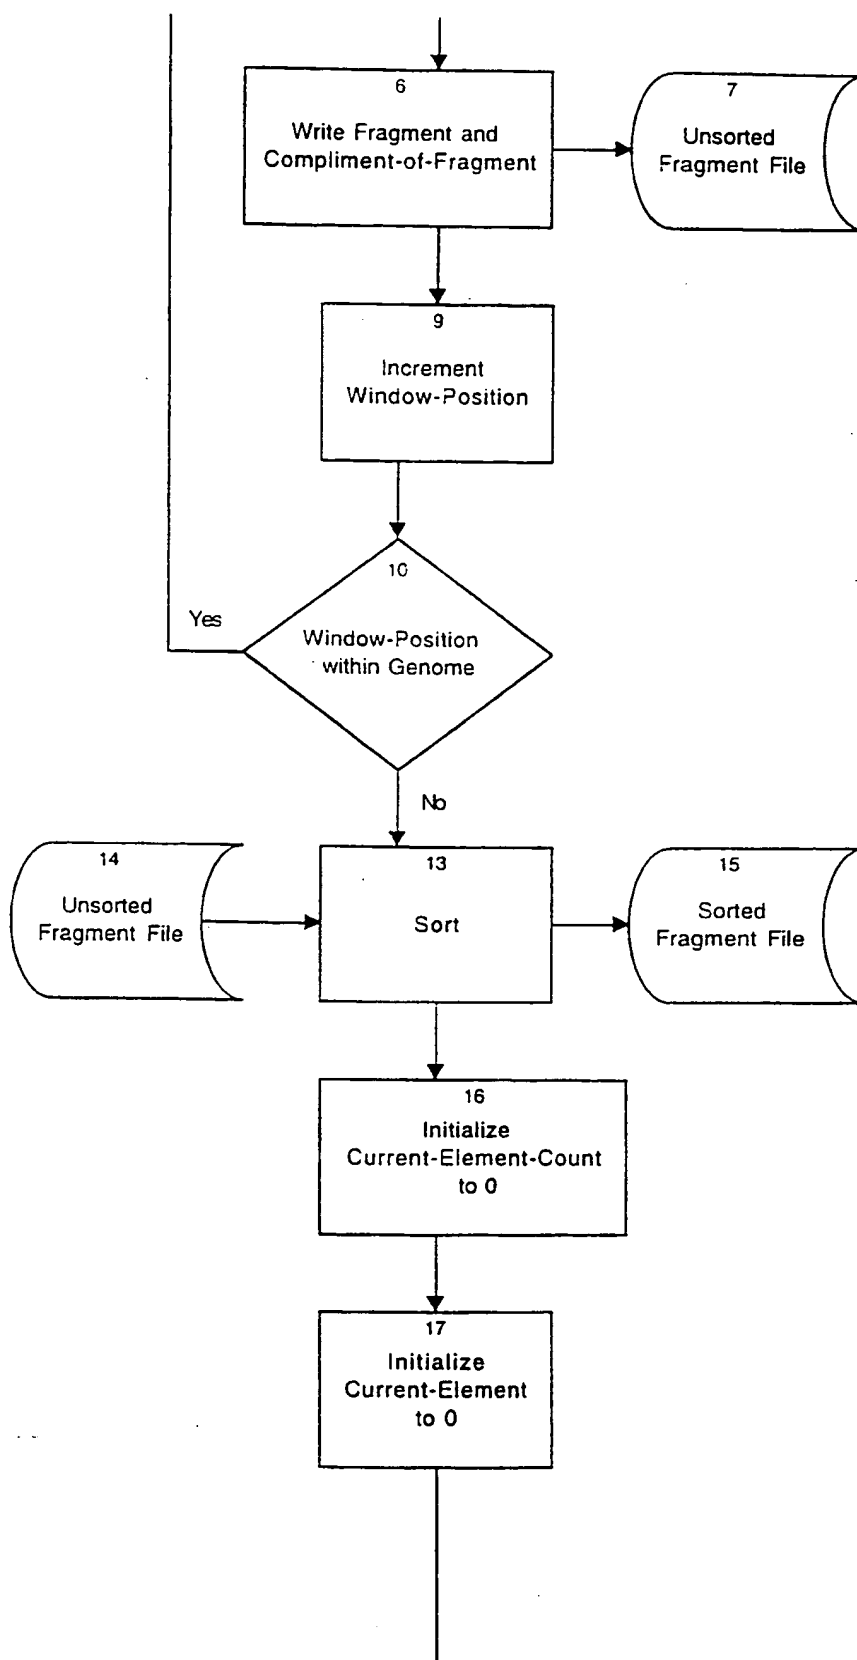 6
Write Fragment and
Compliment-of-Fragment
7
Unsorted
Fragment File
9
Increment
Window-Position
10
Window-Position
within Genome
Yes
No
14
Unsorted
Fragment File
13
Sort
15
Sorted
Fragment File
16
Initialize
Current-Element-Count
to 0
17
Initialize
Current-Element
to 0